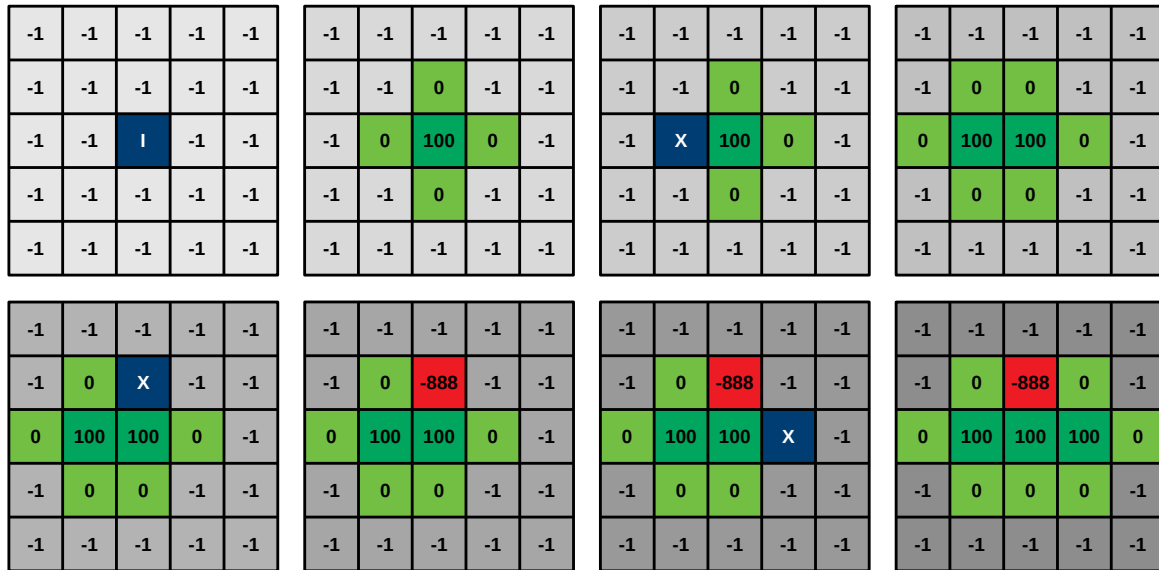 -1 -1 -1 -1 -1 -1 -1 -1 -1 -1 -1 -1 -1 -1 -1 -1 -1 -1 -1 -1
-1 -1 -1 -1 -1 -1 -1 0 -1 -1 -1 -1 0 -1 -1 -1 0 0 -1 -1
-1 -1 I -1 -1 -1 0 100 0 -1 -1 X 100 0 -1 0 100 100 0 -1
-1 -1 -1 -1 -1 -1 -1 0 -1 -1 -1 -1 0 -1 -1 -1 0 0 -1 -1
-1 -1 -1 -1 -1 -1 -1 -1 -1 -1 -1 -1 -1 -1 -1 -1 -1 -1 -1 -1
-1 -1 -1 -1 -1 -1 -1 -1 -1 -1 -1 -1 -1 -1 -1 -1 -1 -1 -1 -1
-1 0 X -1 -1 -1 0 -888 -1 -1 -1 0 -888 -1 -1 -1 0 -888 0 -1
0 100 100 0 -1 0 100 100 0 -1 0 100 100 X -1 0 100 100 100 0
-1 0 0 -1 -1 -1 0 0 -1 -1 -1 0 0 -1 -1 -1 0 0 0 -1
-1 -1 -1 -1 -1 -1 -1 -1 -1 -1 -1 -1 -1 -1 -1 -1 -1 -1 -1 -1